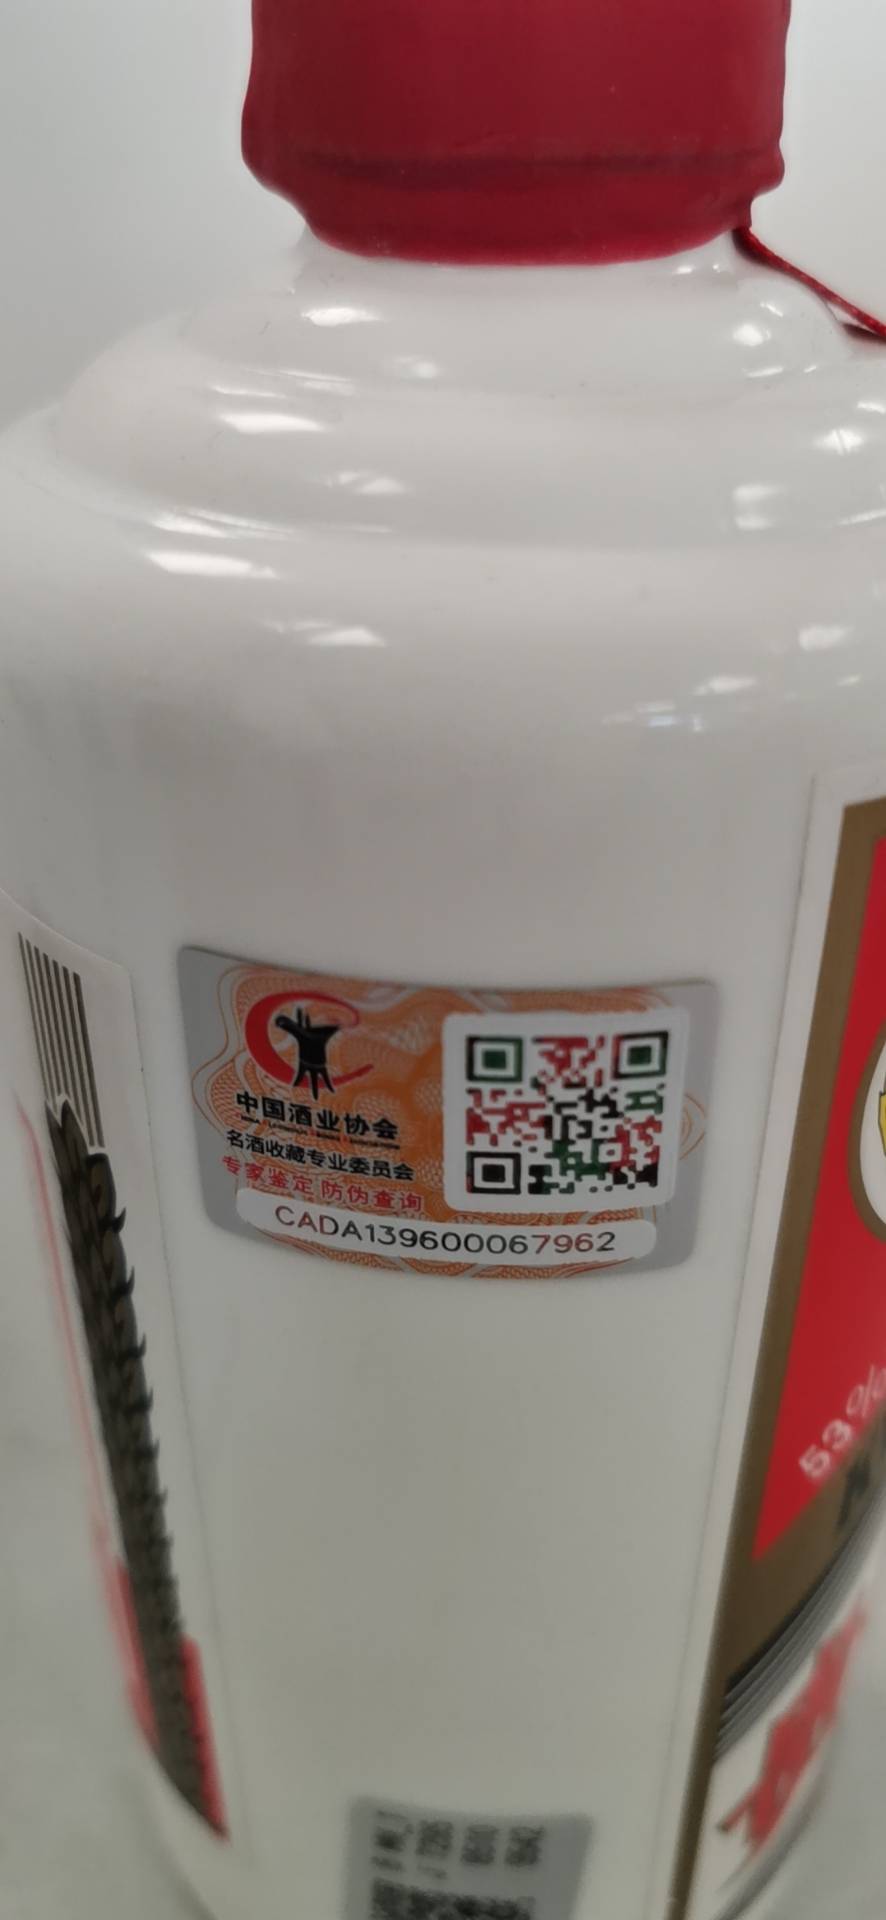 中国酒业协会
名酒收藏专业委员会
专家鉴定 防伪查询
CADA139600067962
53%